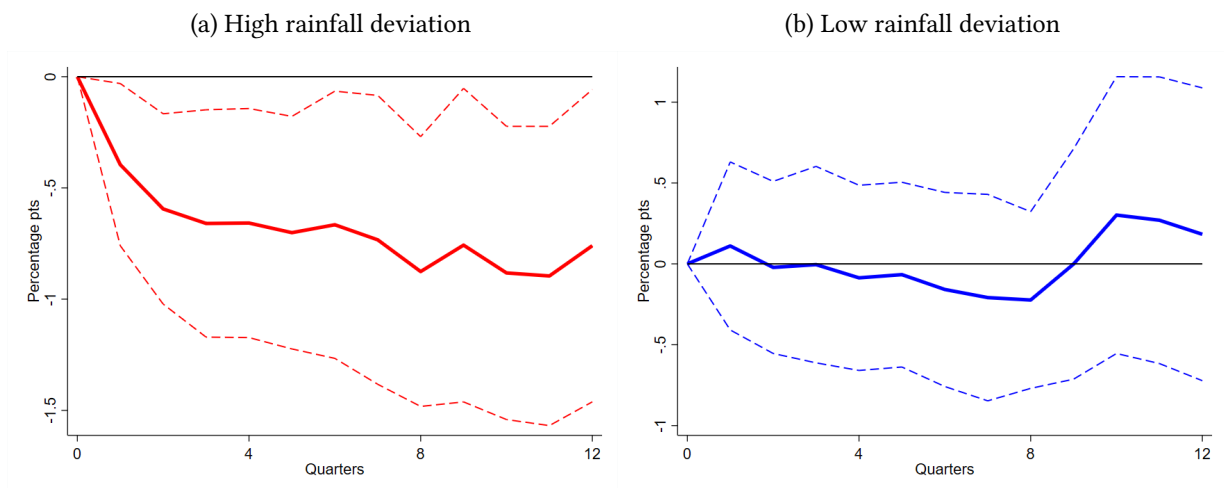 (a) High rainfall deviation
(b) Low rainfall deviation
Percentage pts
0
-.5
-1
-1.5
0
4
8
12
Quarters
Percentage pts
1
.5
0
-.5
-1
0
4
8
12
Quarters